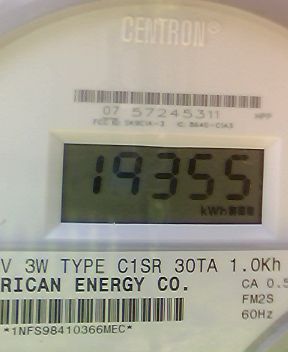 CENTRON®
07 57245311 HPP
19355
kWh
V 3W TYPE C1SR 30TA 1.0Kh
RICAN ENERGY CO. CA 0.5
FM2S
*1NFS98410366MEC* 60Hz